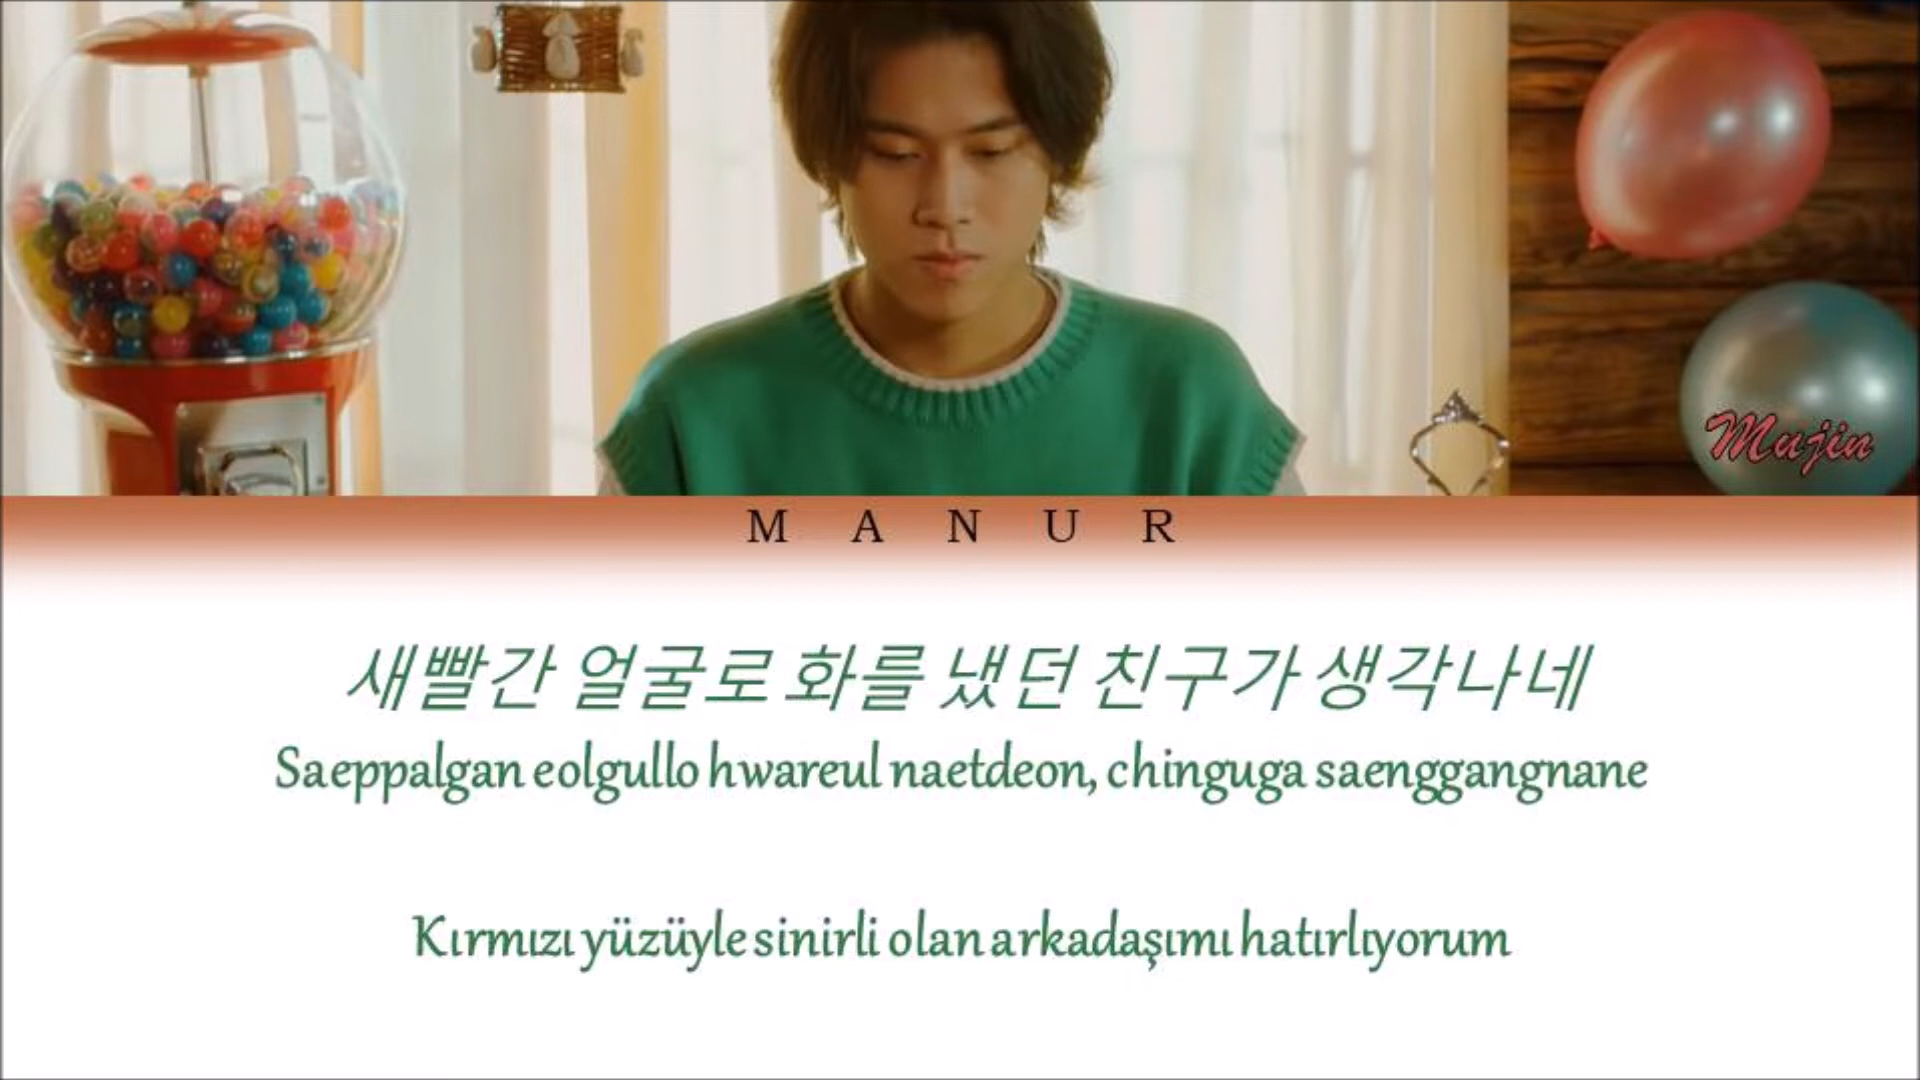 Mujin
M A N U R
새빨간 얼굴로 화를 냈던 친구가 생각나네
Saeppalgan eolgullo hwareul naetdeon, chinguga saenggangnane
Kırmızı yüzüyle sinirli olan arkadaşımı hatırlıyorum